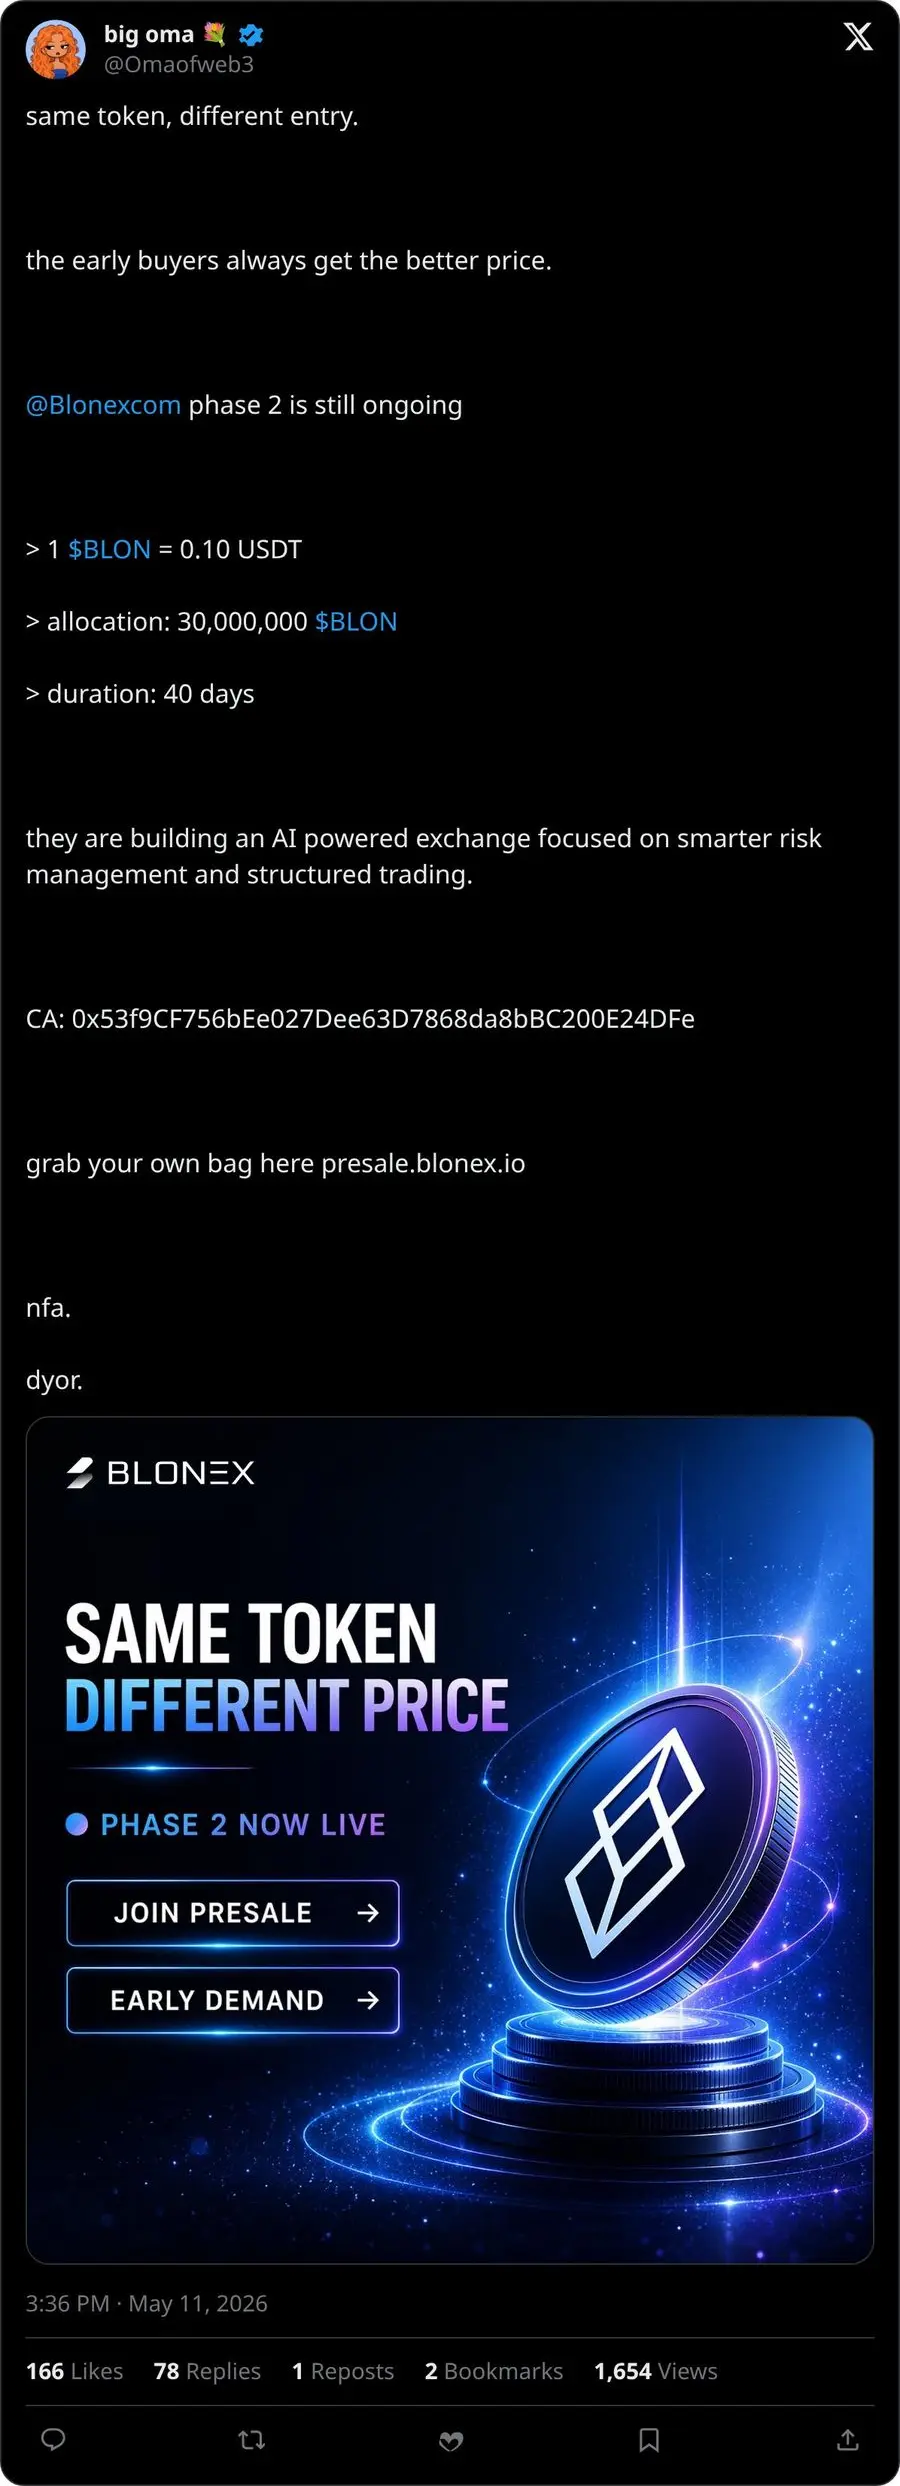 big oma
@Omaofweb3
same token, different entry.
the early buyers always get the better price.
@Blonexcom phase 2 is still ongoing
> 1 $BLON = 0.10 USDT
> allocation: 30,000,000 $BLON
> duration: 40 days
they are building an AI powered exchange focused on smarter risk
management and structured trading.
CA: 0x53f9CF756bEe027Dee63D7868da8bBC200E24DFe
grab your own bag here presale.blonex.io
nfa.
dyor.
BLONEX
SAME TOKEN
DIFFERENT PRICE
PHASE 2 NOW LIVE
JOIN PRESALE →
EARLY DEMAND →
3:36 PM · May 11, 2026
166 Likes 78 Replies 1 Reposts 2 Bookmarks 1,654 Views